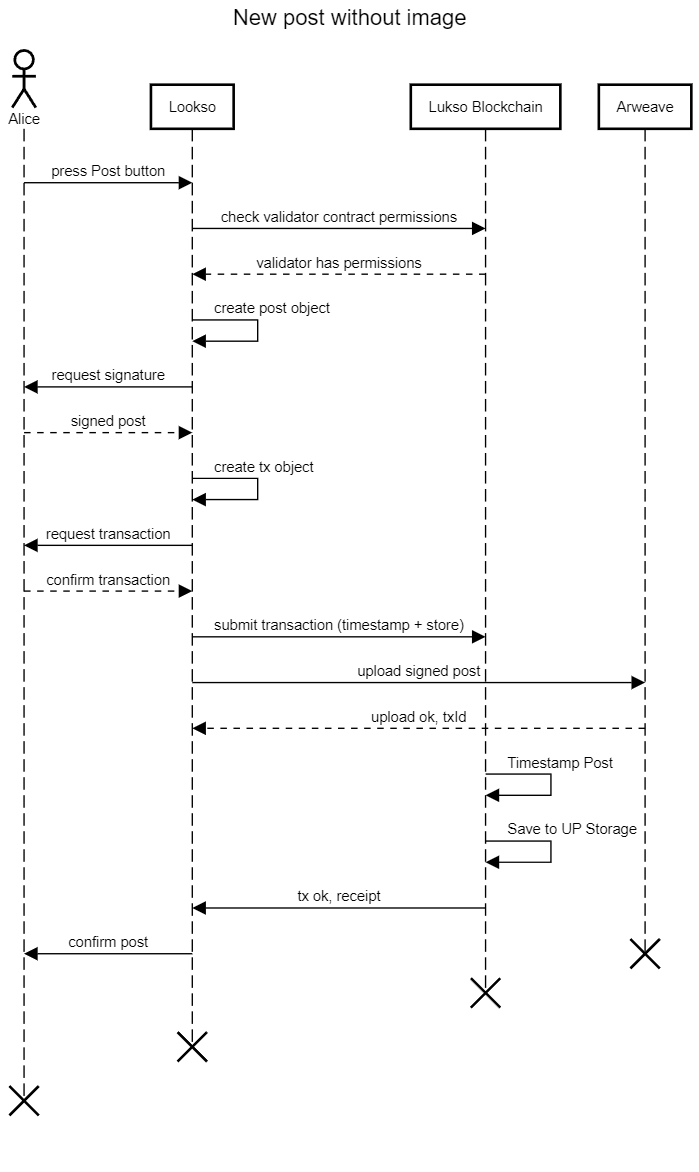 New post without image
Alice
Lookso
Lukso Blockchain
Arweave
press Post button
check validator contract permissions
validator has permissions
create post object
request signature
signed post
create tx object
request transaction
confirm transaction
submit transaction (timestamp + store)
upload signed post
upload ok, txId
Timestamp Post
Save to UP Storage
tx ok, receipt
confirm post